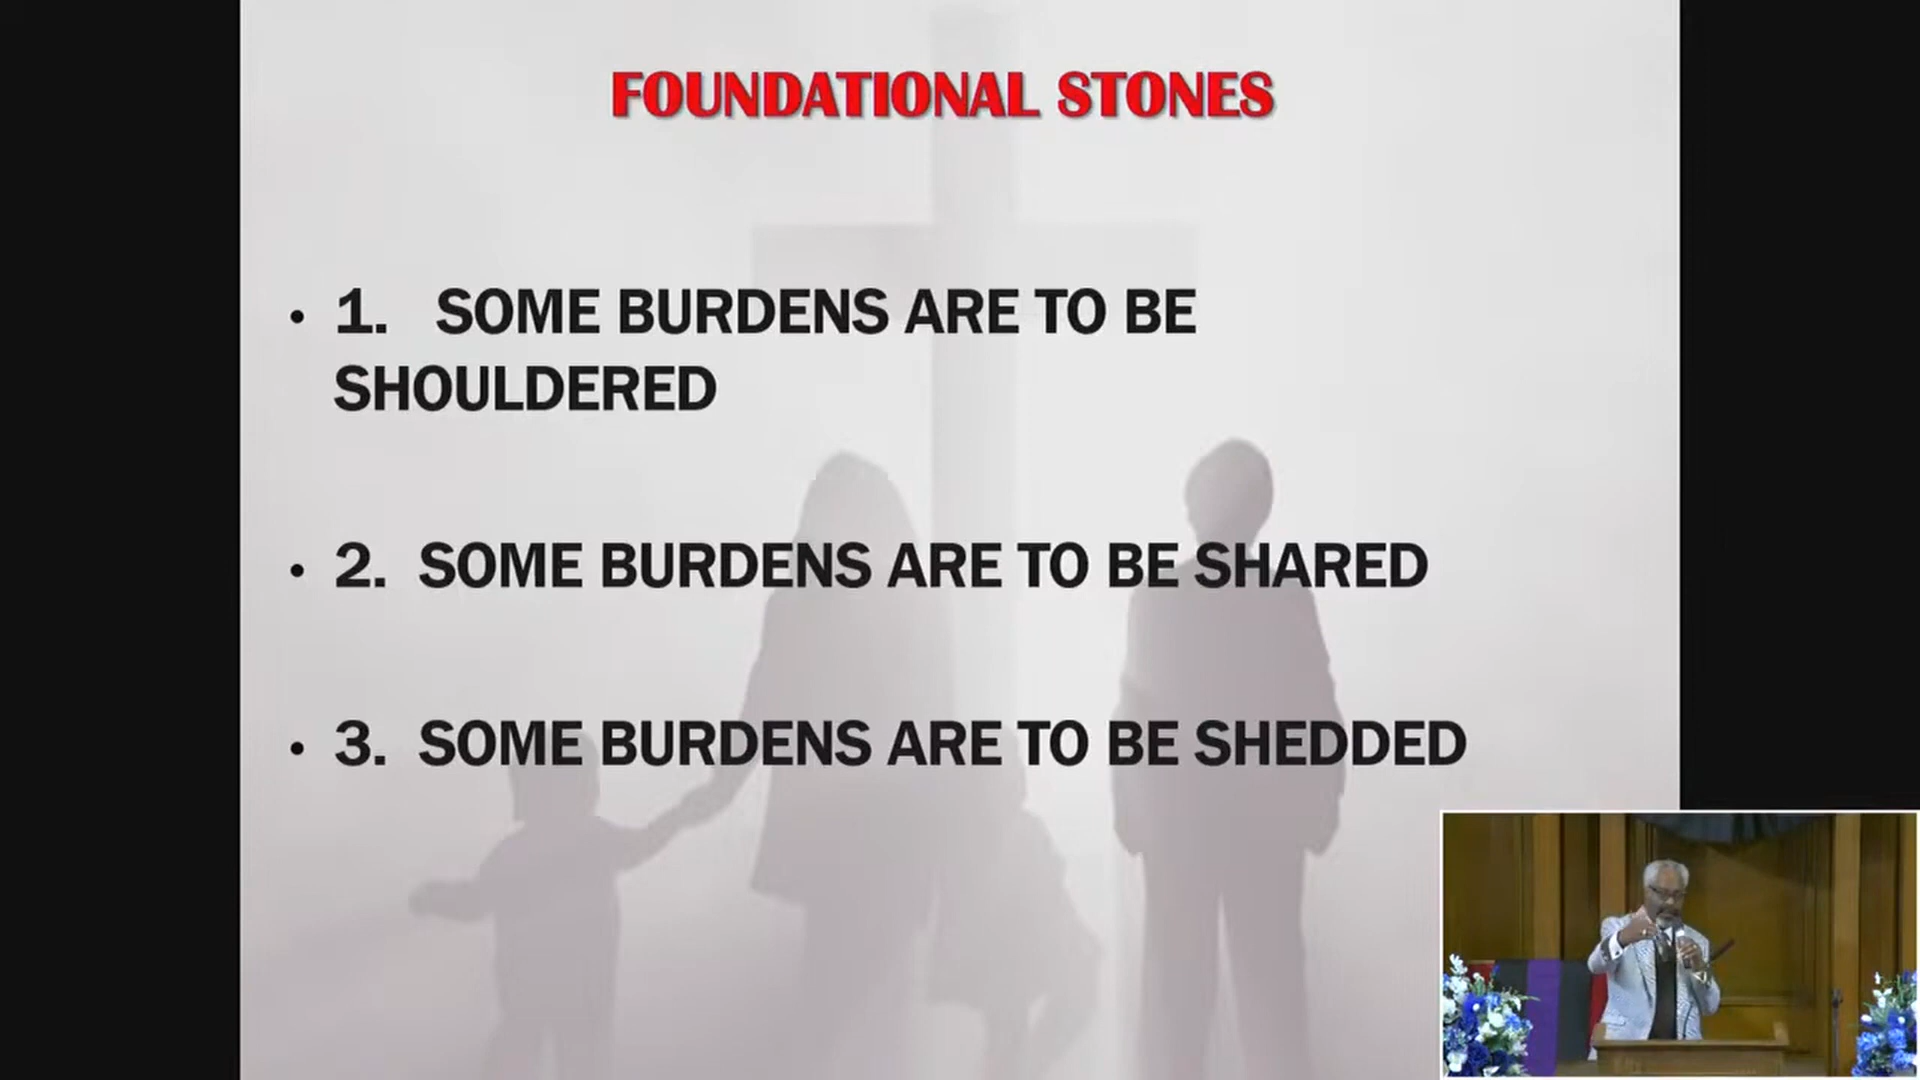 FOUNDATIONAL STONES
• 1. SOME BURDENS ARE TO BE
SHOULDERED
• 2. SOME BURDENS ARE TO BE SHARED
• 3. SOME BURDENS ARE TO BE SHEDDED